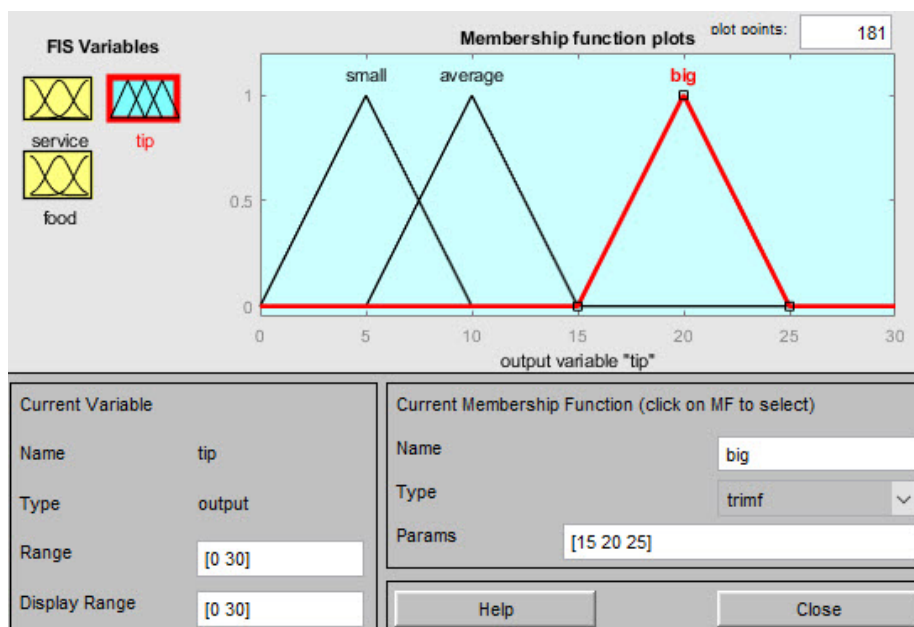 FIS Variables
service
tip
food
Membership function plots
plot points:
181
small
average
big
1
0.5
0
0
5
10
15
20
25
30
output variable "tip"
Current Variable
Name
tip
Type
output
Range
[0 30]
Display Range
[0 30]
Current Membership Function (click on MF to select)
Name
big
Type
trimf
Params
[15 20 25]
Help
Close